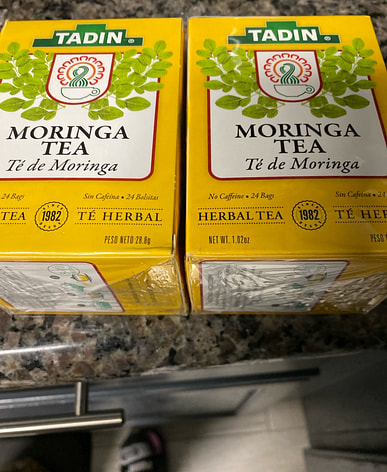 TADIN®
MORINGA
TEA
Té de Moringa
24 Bags Sin Cafeína • 24 Bolsitas
TEA 1982 TÉ HERBAL
PESO NETO 28.8g
TADIN®
MORINGA
TEA
Té de Moringa
No Caffeine • 24 Bags Sin Cafeína • 24 Bolsitas
HERBAL TEA 1982 TÉ HER
NET WT. 1.02oz PESO